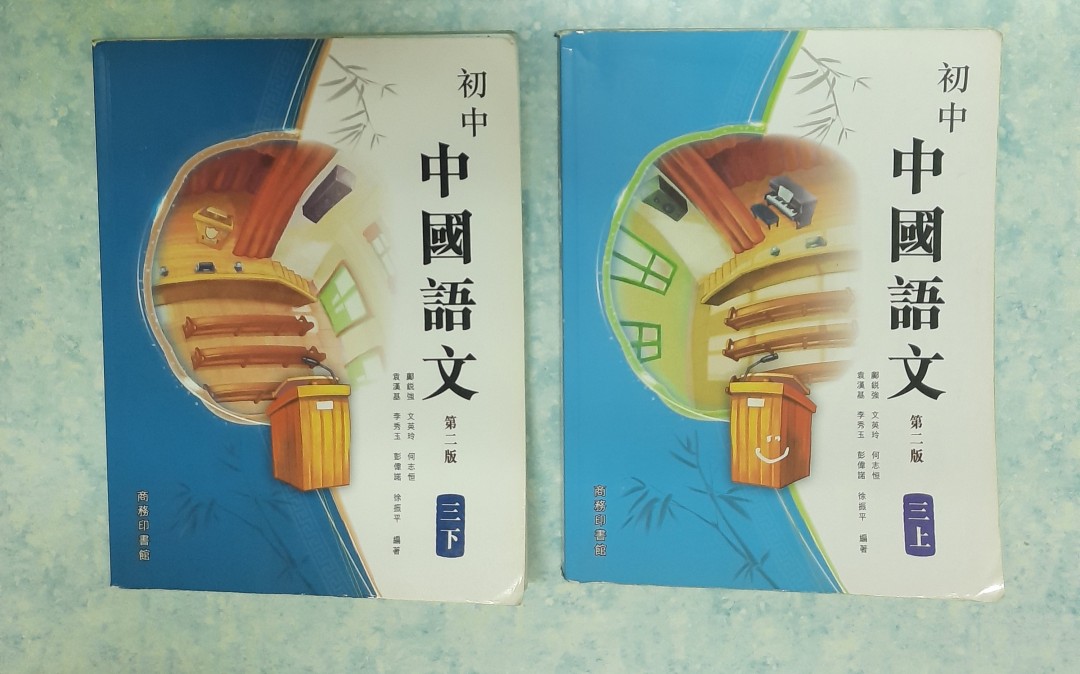 初中
中國語文
第二版
三下
鄺銳強 文英玲 何志恒
袁漢基 李秀玉 彭偉諾 徐振平 編著
商務印書館
初中
中國語文
第二版
三上
鄺銳強 文英玲 何志恒
袁漢基 李秀玉 彭偉諾 徐振平 編著
商務印書館